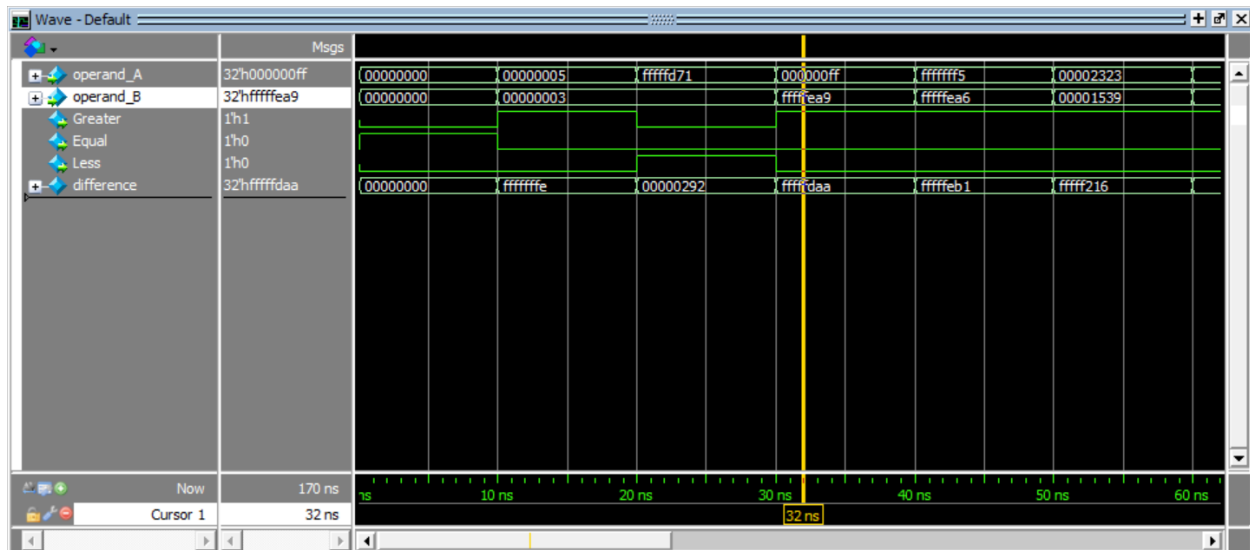 Wave - Default
Msgs
operand_A 32'h000000ff 00000000 00000005 fffffd71 000000ff fffffff5 00002323
operand_B 32'hfffffea9 00000000 00000003 fffffea9 fffffea6 00001539
Greater 1'h1
Equal 1'h0
Less 1'h0
difference 32'hfffffdaa 00000000 fffffffe 00000292 fffffdaa fffffeb1 fffff216
Now 170 ns ns 10 ns 20 ns 30 ns 40 ns 50 ns 60 ns
Cursor 1 32 ns 32 ns